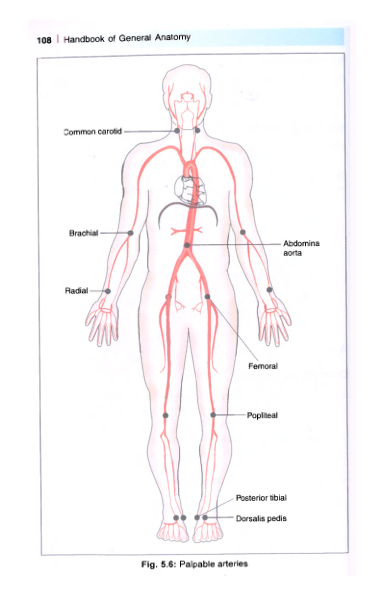 108 | Handbook of General Anatomy
Common carotid
Brachial
Abdomina
aorta
Radial
Femoral
Popliteal
Posterior tibial
Dorsalis pedis
Fig. 5.6: Palpable arteries